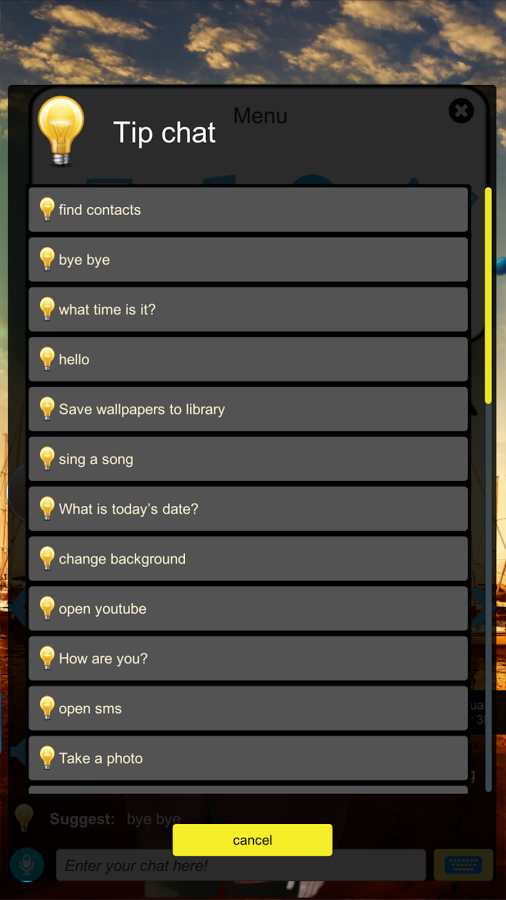 Menu
Tip chat
find contacts
bye bye
what time is it?
hello
Save wallpapers to library
sing a song
What is today's date?
change background
open youtube
How are you?
open sms
Take a photo
Suggest: bye bye
cancel
Enter your chat here!